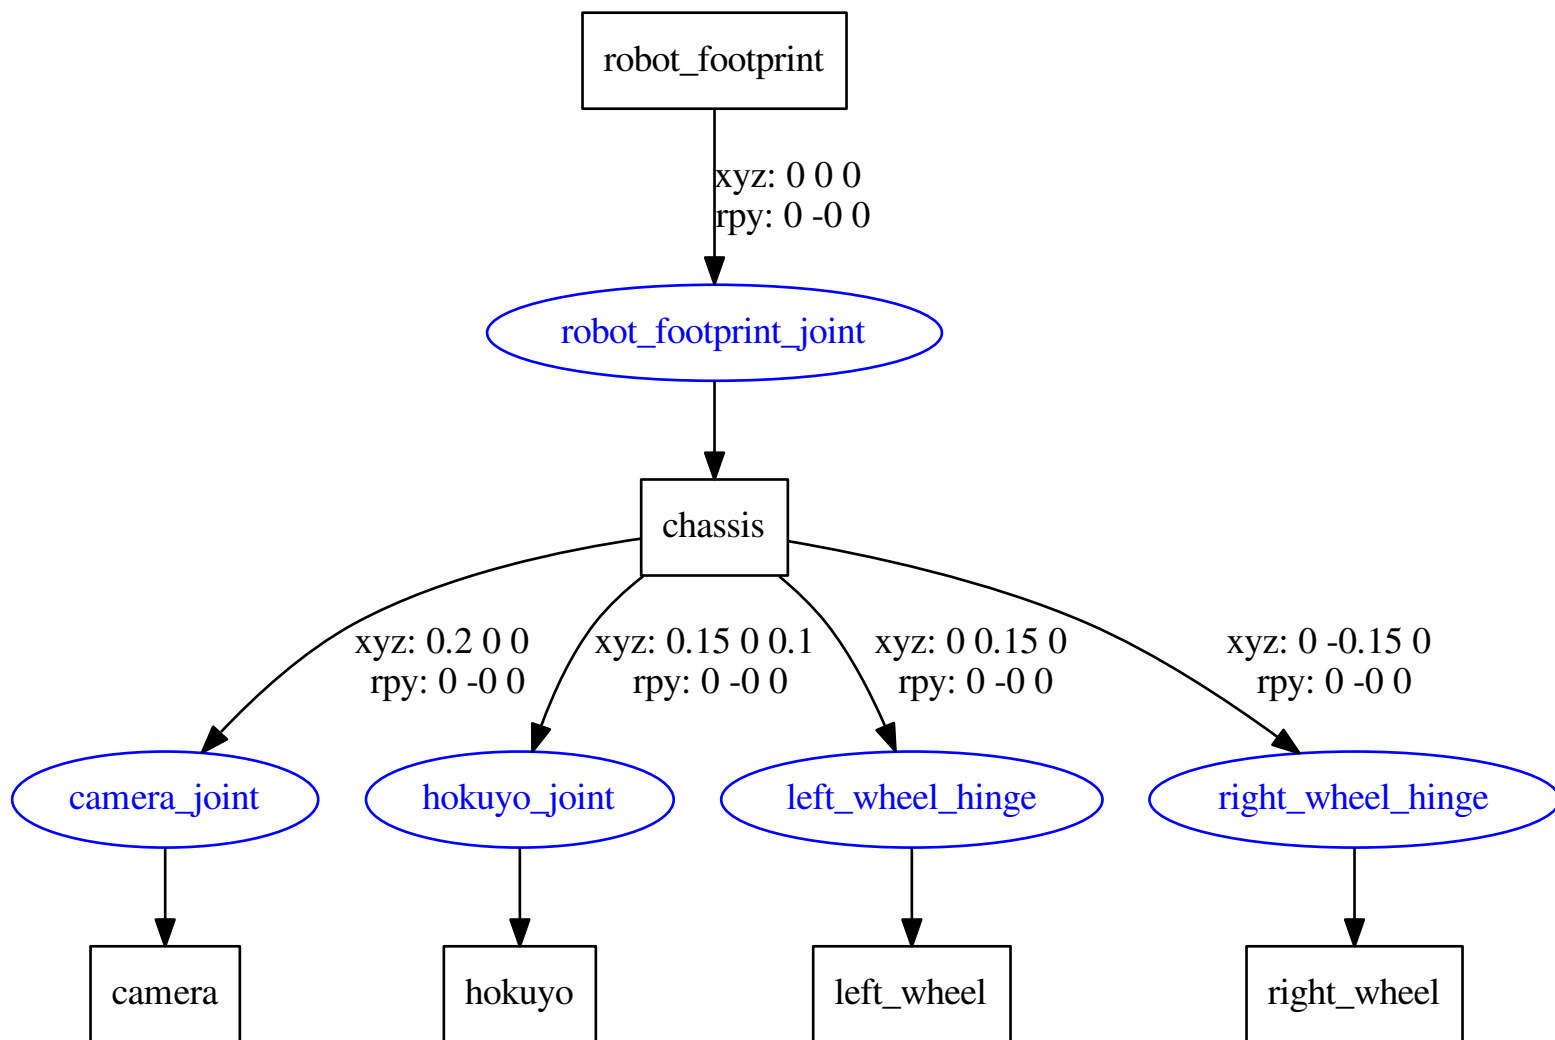 robot_footprint
xyz: 0 0 0
rpy: 0 -0 0
robot_footprint_joint
chassis
xyz: 0.2 0 0
rpy: 0 -0 0
xyz: 0.15 0 0.1
rpy: 0 -0 0
xyz: 0 0.15 0
rpy: 0 -0 0
xyz: 0 -0.15 0
rpy: 0 -0 0
camera_joint
hokuyo_joint
left_wheel_hinge
right_wheel_hinge
camera
hokuyo
left_wheel
right_wheel